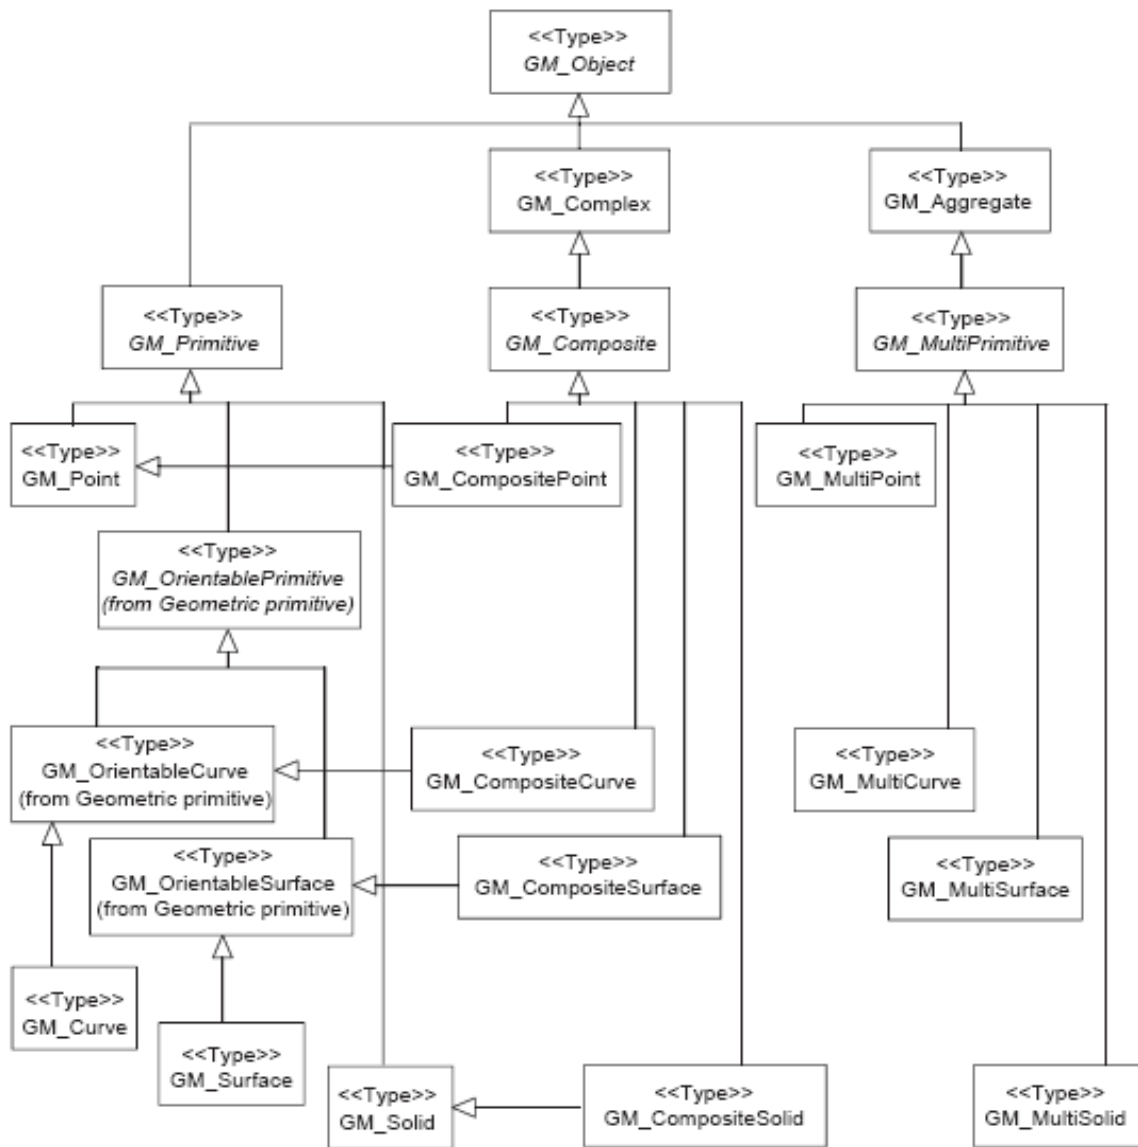 <<Type>>
GM_Object
<<Type>>
GM_Complex
<<Type>>
GM_Aggregate
<<Type>>
GM_Primitive
<<Type>>
GM_Composite
<<Type>>
GM_MultiPrimitive
<<Type>>
GM_Point
<<Type>>
GM_CompositePoint
<<Type>>
GM_MultiPoint
<<Type>>
GM_OrientablePrimitive
(from Geometric primitive)
<<Type>>
GM_OrientableCurve
(from Geometric primitive)
<<Type>>
GM_CompositeCurve
<<Type>>
GM_MultiCurve
<<Type>>
GM_OrientableSurface
(from Geometric primitive)
<<Type>>
GM_CompositeSurface
<<Type>>
GM_MultiSurface
<<Type>>
GM_Curve
<<Type>>
GM_Surface
<<Type>>
GM_Solid
<<Type>>
GM_CompositeSolid
<<Type>>
GM_MultiSolid